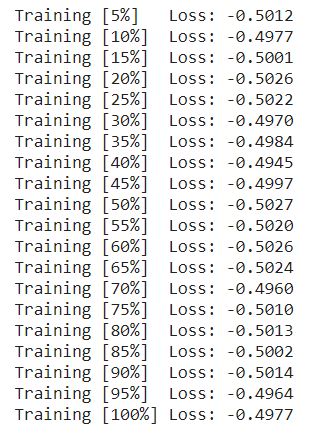 Training [5%]   Loss: -0.5012
Training [10%]  Loss: -0.4977
Training [15%]  Loss: -0.5001
Training [20%]  Loss: -0.5026
Training [25%]  Loss: -0.5022
Training [30%]  Loss: -0.4970
Training [35%]  Loss: -0.4984
Training [40%]  Loss: -0.4945
Training [45%]  Loss: -0.4997
Training [50%]  Loss: -0.5027
Training [55%]  Loss: -0.5020
Training [60%]  Loss: -0.5026
Training [65%]  Loss: -0.5024
Training [70%]  Loss: -0.4960
Training [75%]  Loss: -0.5010
Training [80%]  Loss: -0.5013
Training [85%]  Loss: -0.5002
Training [90%]  Loss: -0.5014
Training [95%]  Loss: -0.4964
Training [100%] Loss: -0.4977